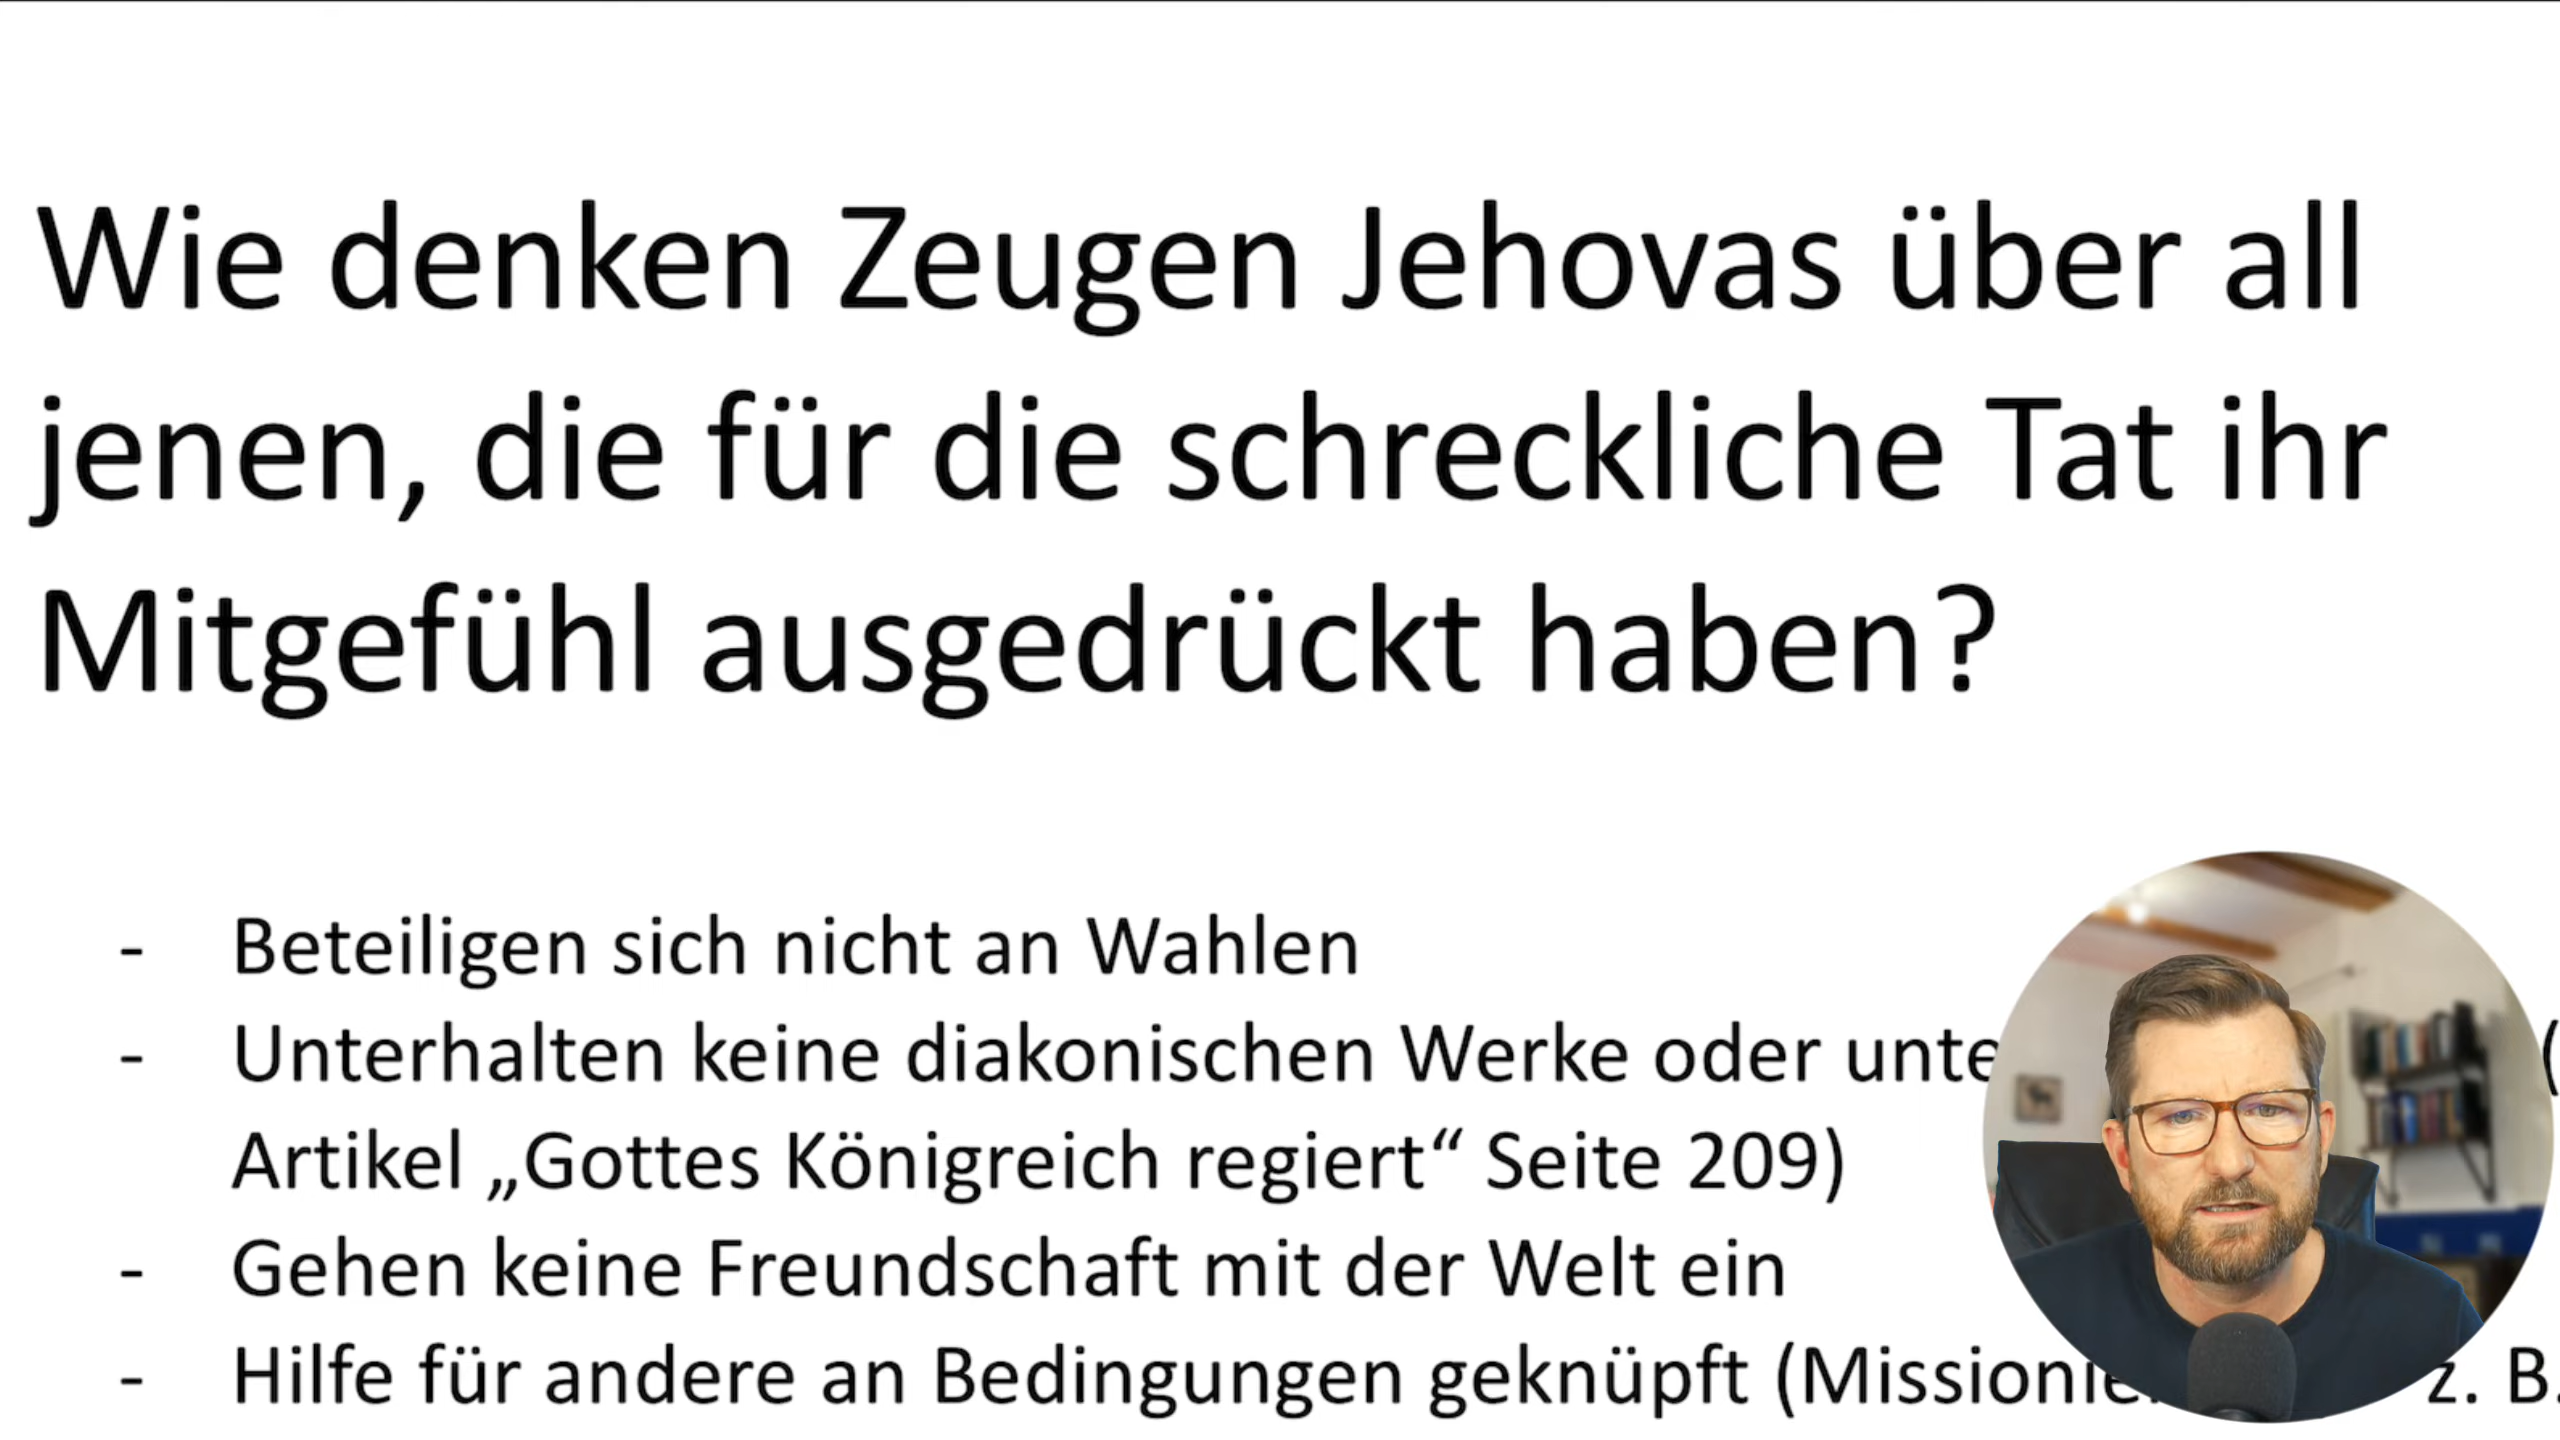 Wie denken Zeugen Jehovas über all
jenen, die für die schreckliche Tat ihr
Mitgefühl ausgedrückt haben?
- Beteiligen sich nicht an Wahlen
- Unterhalten keine diakonischen Werke oder (
Artikel „Gottes Königreich regiert“ Seite 209)
- Gehen keine Freundschaft mit der Welt ein
- Hilfe für andere an Bedingungen geknüpft ( z. B.